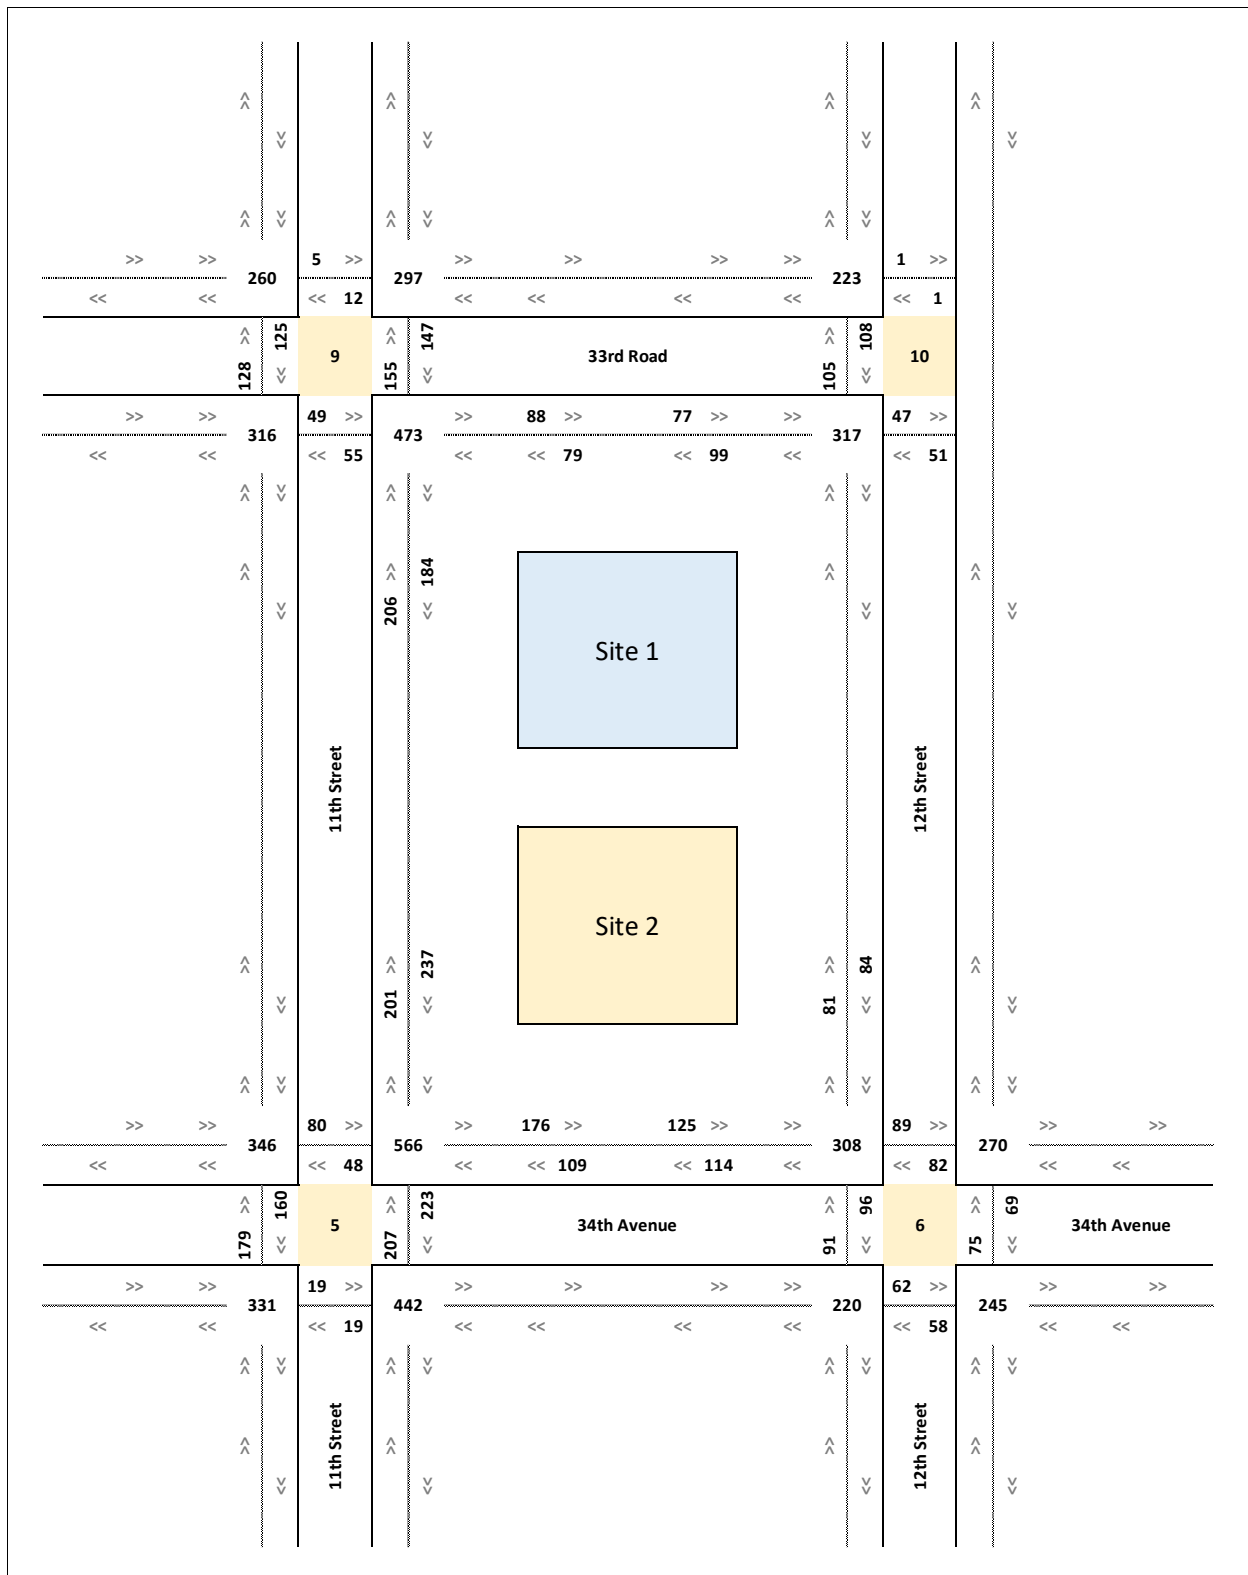 >> >> 5 >> >> >> >> >> 1 >>
260 297 223
<< << << 12 << << << << << 1
128 125 9 155 147 33rd Road 105 108 10
>> >> 49 >> >> 88 >> 77 >> >> 47 >>
316 473 317
<< << << 55 << << 79 << 99 << << 51
206 184
Site 1
11th Street
12th Street
Site 2
201 237 81 84
>> >> 80 >> >> 176 >> 125 >> >> 89 >> >> >>
346 566 308 270
<< << << 48 << << 109 << 114 << << 82 << <<
179 160 5 207 223 34th Avenue 91 96 6 75 69 34th Avenue
>> >> 19 >> >> >> >> >> 62 >> >> >>
331 442 220 245
<< << << 19 << << << << << 58 << <<
11th Street
12th Street